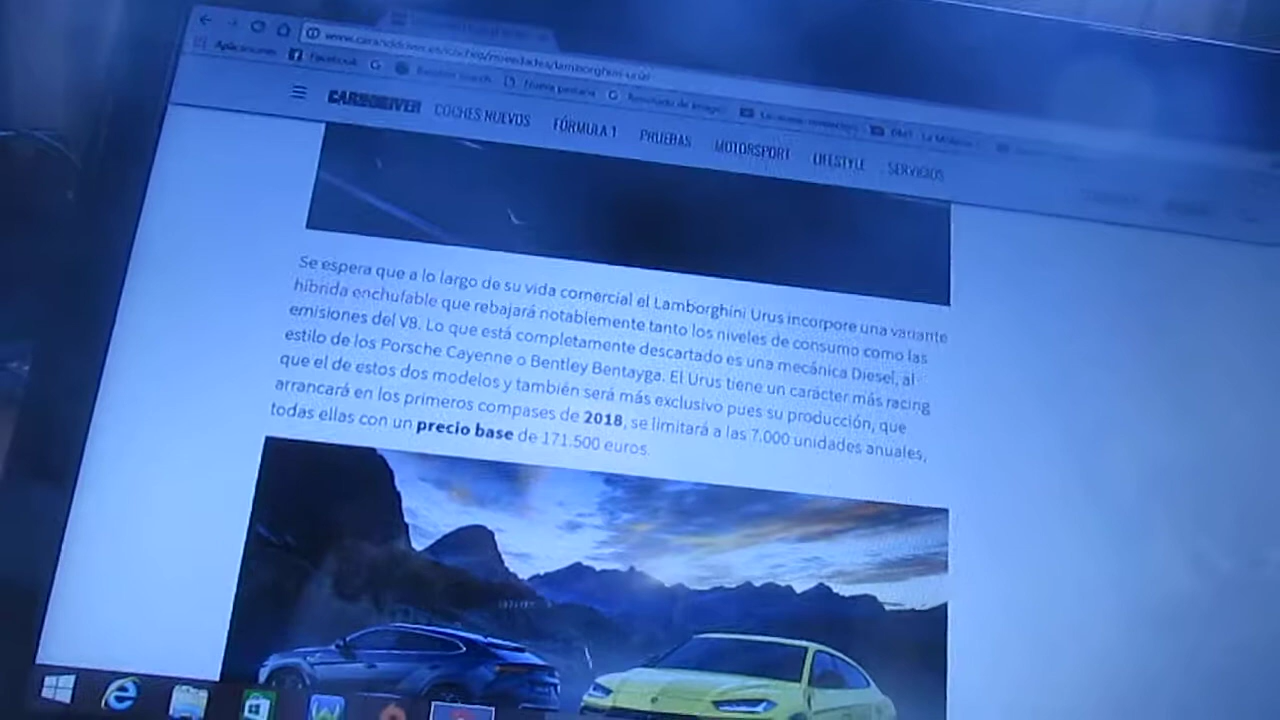 www.caranddriver.es/coches/novedades/lamborghini-urus
Aplicaciones Facebook G Nueva pestaña
CAR AND DRIVER COCHES NUEVOS FÓRMULA 1 PRUEBAS MOTORSPORT LIFESTYLE SERVICIOS
Se espera que a lo largo de su vida comercial el Lamborghini Urus incorpore una variante
híbrida enchufable que rebajará notablemente tanto los niveles de consumo como las
emisiones del V8. Lo que está completamente descartado es una mecánica Diesel, al
estilo de los Porsche Cayenne o Bentley Bentayga. El Urus tiene un carácter más racing
que el de estos dos modelos y también será más exclusivo pues su producción, que
arrancará en los primeros compases de 2018, se limitará a las 7.000 unidades anuales,
todas ellas con un precio base de 171.500 euros.